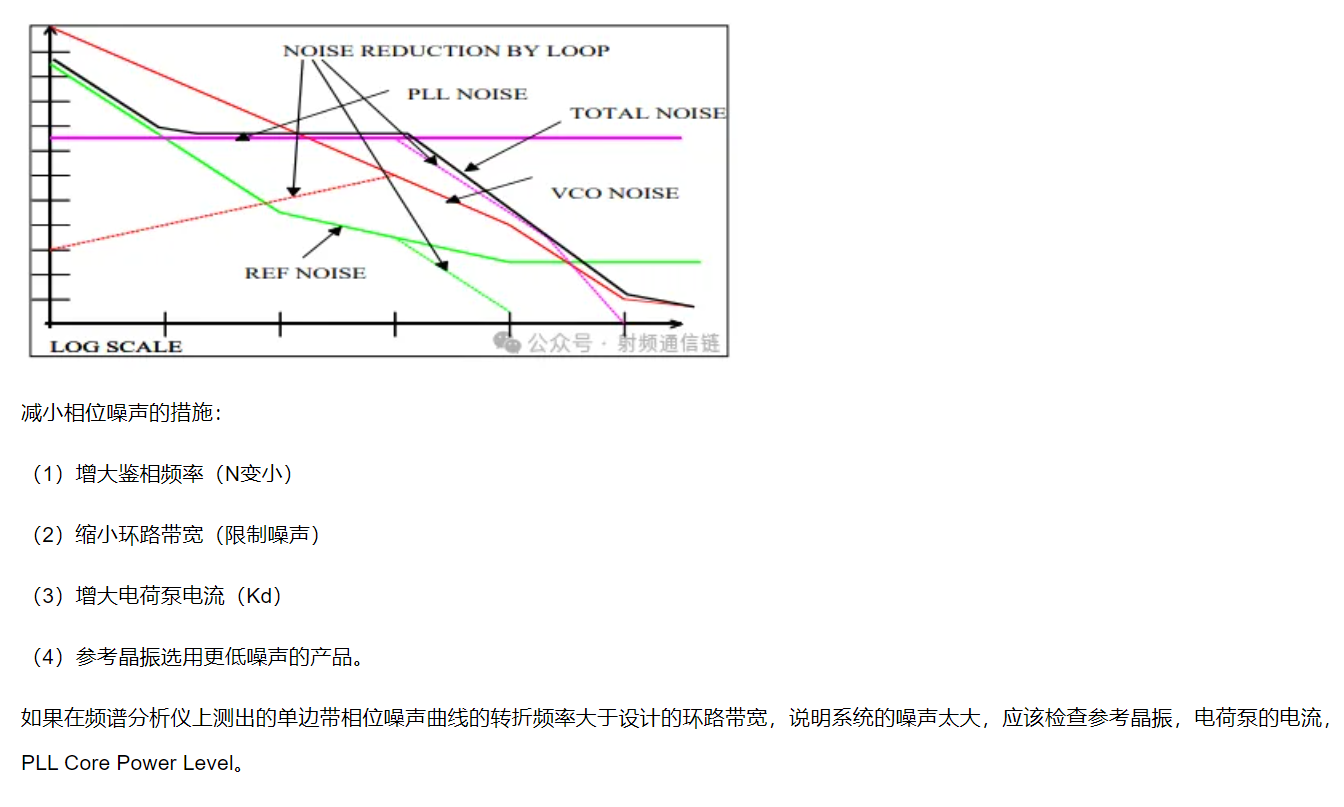 NOISE REDUCTION BY LOOP
PLL NOISE
TOTAL NOISE
VCO NOISE
REF NOISE
LOG SCALE
公众号 · 射频通信链
减小相位噪声的措施：
（1）增大鉴相频率（N变小）
（2）缩小环路带宽（限制噪声）
（3）增大电荷泵电流（Kd）
（4）参考晶振选用更低噪声的产品。
如果在频谱分析仪上测出的单边带相位噪声曲线的转折频率大于设计的环路带宽，说明系统的噪声太大，应该检查参考晶振，电荷泵的电流，
PLL Core Power Level。